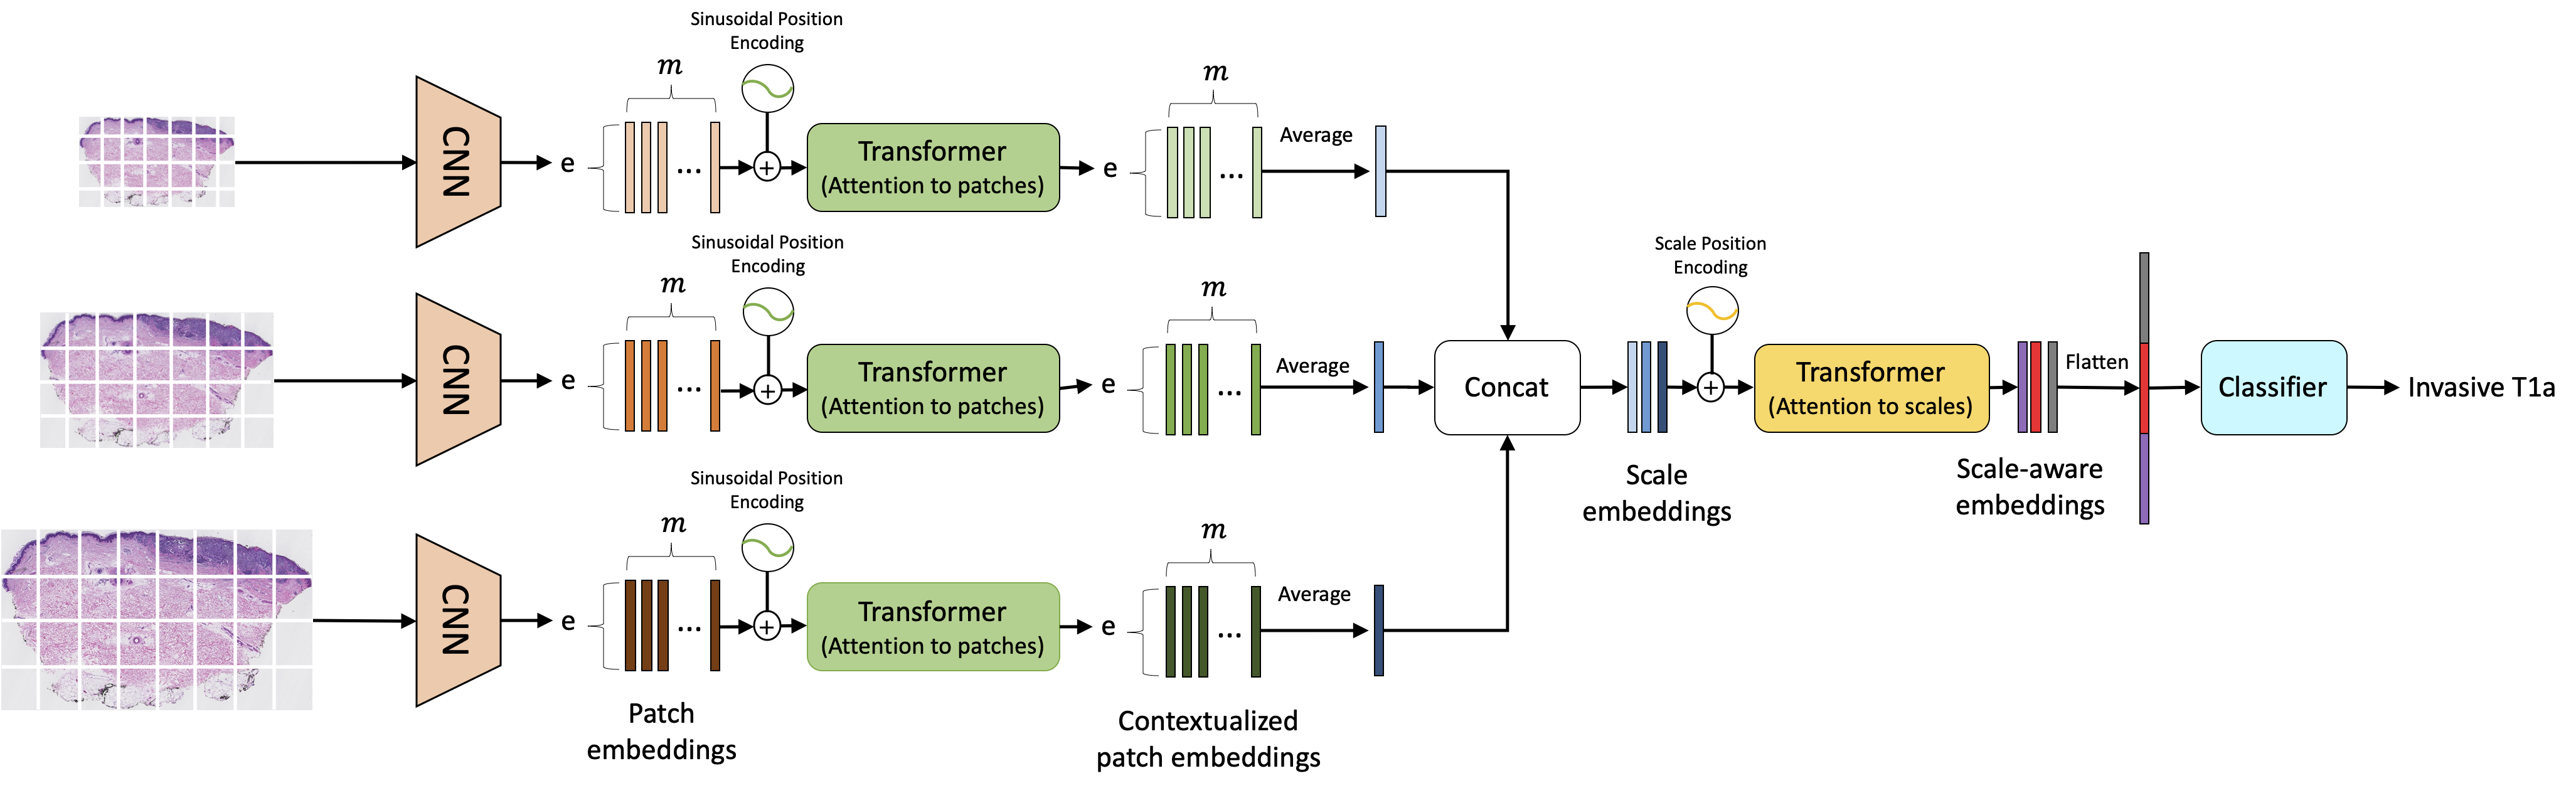 Sinusoidal Position
Encoding
m
CNN
e
...
+
Transformer
(Attention to patches)
e
m
...
Average
Sinusoidal Position
Encoding
m
CNN
e
...
+
Transformer
(Attention to patches)
e
m
...
Average
Concat
Scale
embeddings
Scale Position
Encoding
+
Transformer
(Attention to scales)
Scale-aware
embeddings
Flatten
Classifier
Invasive T1a
Sinusoidal Position
Encoding
m
CNN
e
...
+
Transformer
(Attention to patches)
e
m
...
Average
Patch
embeddings
Contextualized
patch embeddings